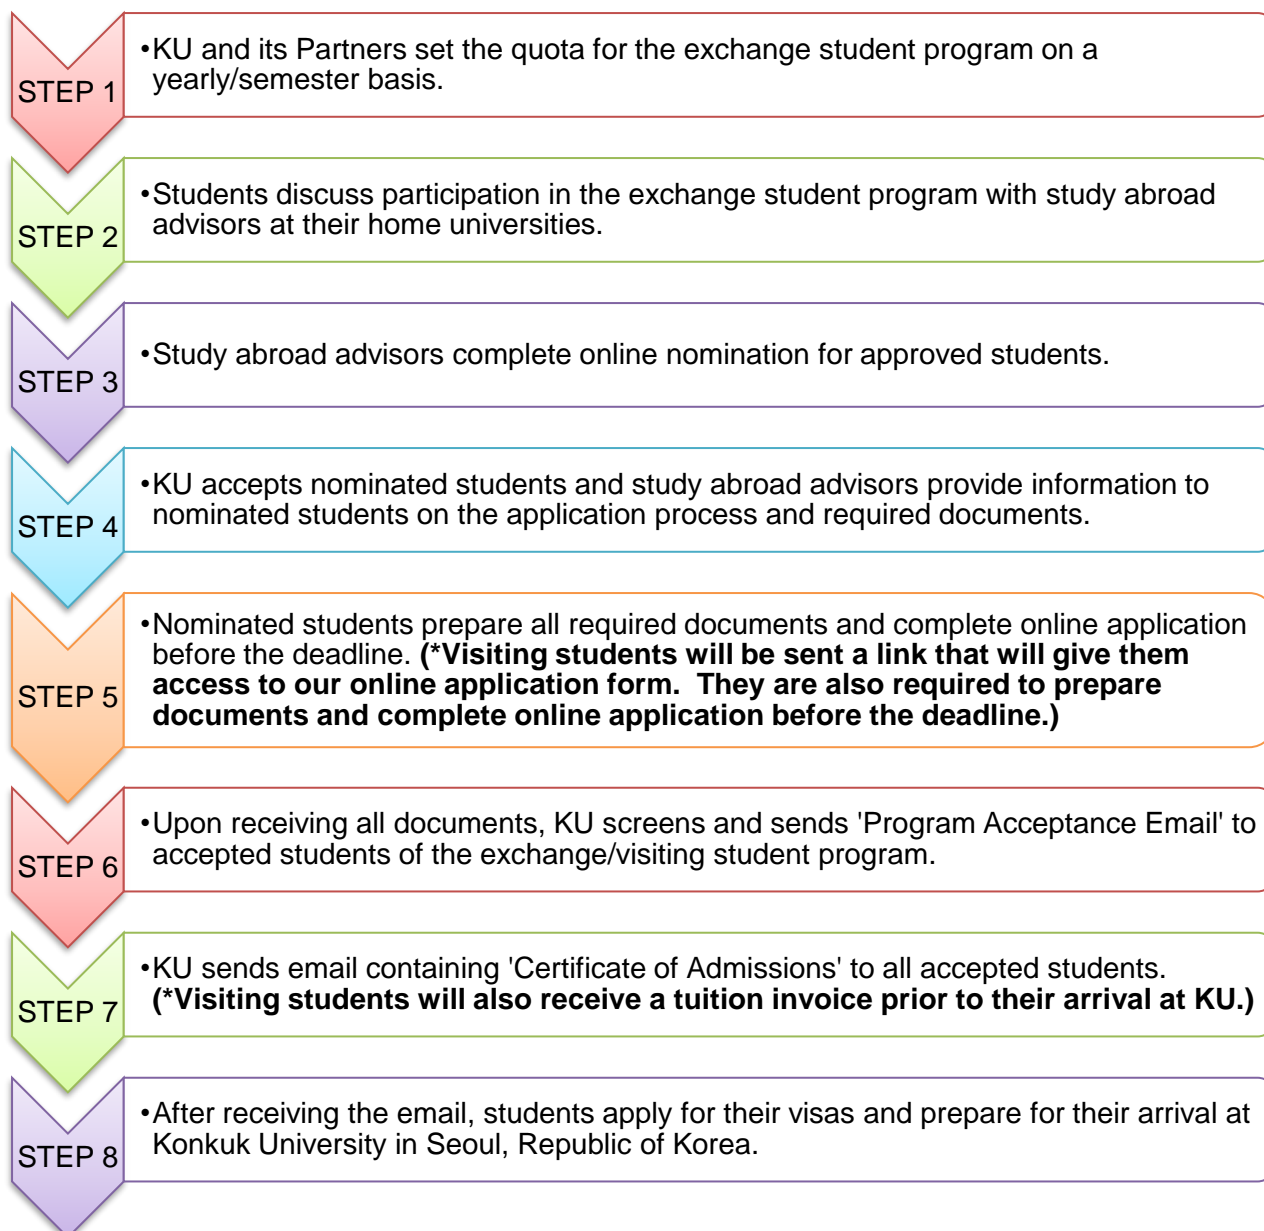 STEP 1
•KU and its Partners set the quota for the exchange student program on a
yearly/semester basis.
STEP 2
•Students discuss participation in the exchange student program with study abroad
advisors at their home universities.
STEP 3
•Study abroad advisors complete online nomination for approved students.
STEP 4
•KU accepts nominated students and study abroad advisors provide information to
nominated students on the application process and required documents.
STEP 5
•Nominated students prepare all required documents and complete online application
before the deadline. (*Visiting students will be sent a link that will give them
access to our online application form.  They are also required to prepare
documents and complete online application before the deadline.)
STEP 6
•Upon receiving all documents, KU screens and sends 'Program Acceptance Email' to
accepted students of the exchange/visiting student program.
STEP 7
•KU sends email containing 'Certificate of Admissions' to all accepted students.
(*Visiting students will also receive a tuition invoice prior to their arrival at KU.)
STEP 8
•After receiving the email, students apply for their visas and prepare for their arrival at
Konkuk University in Seoul, Republic of Korea.